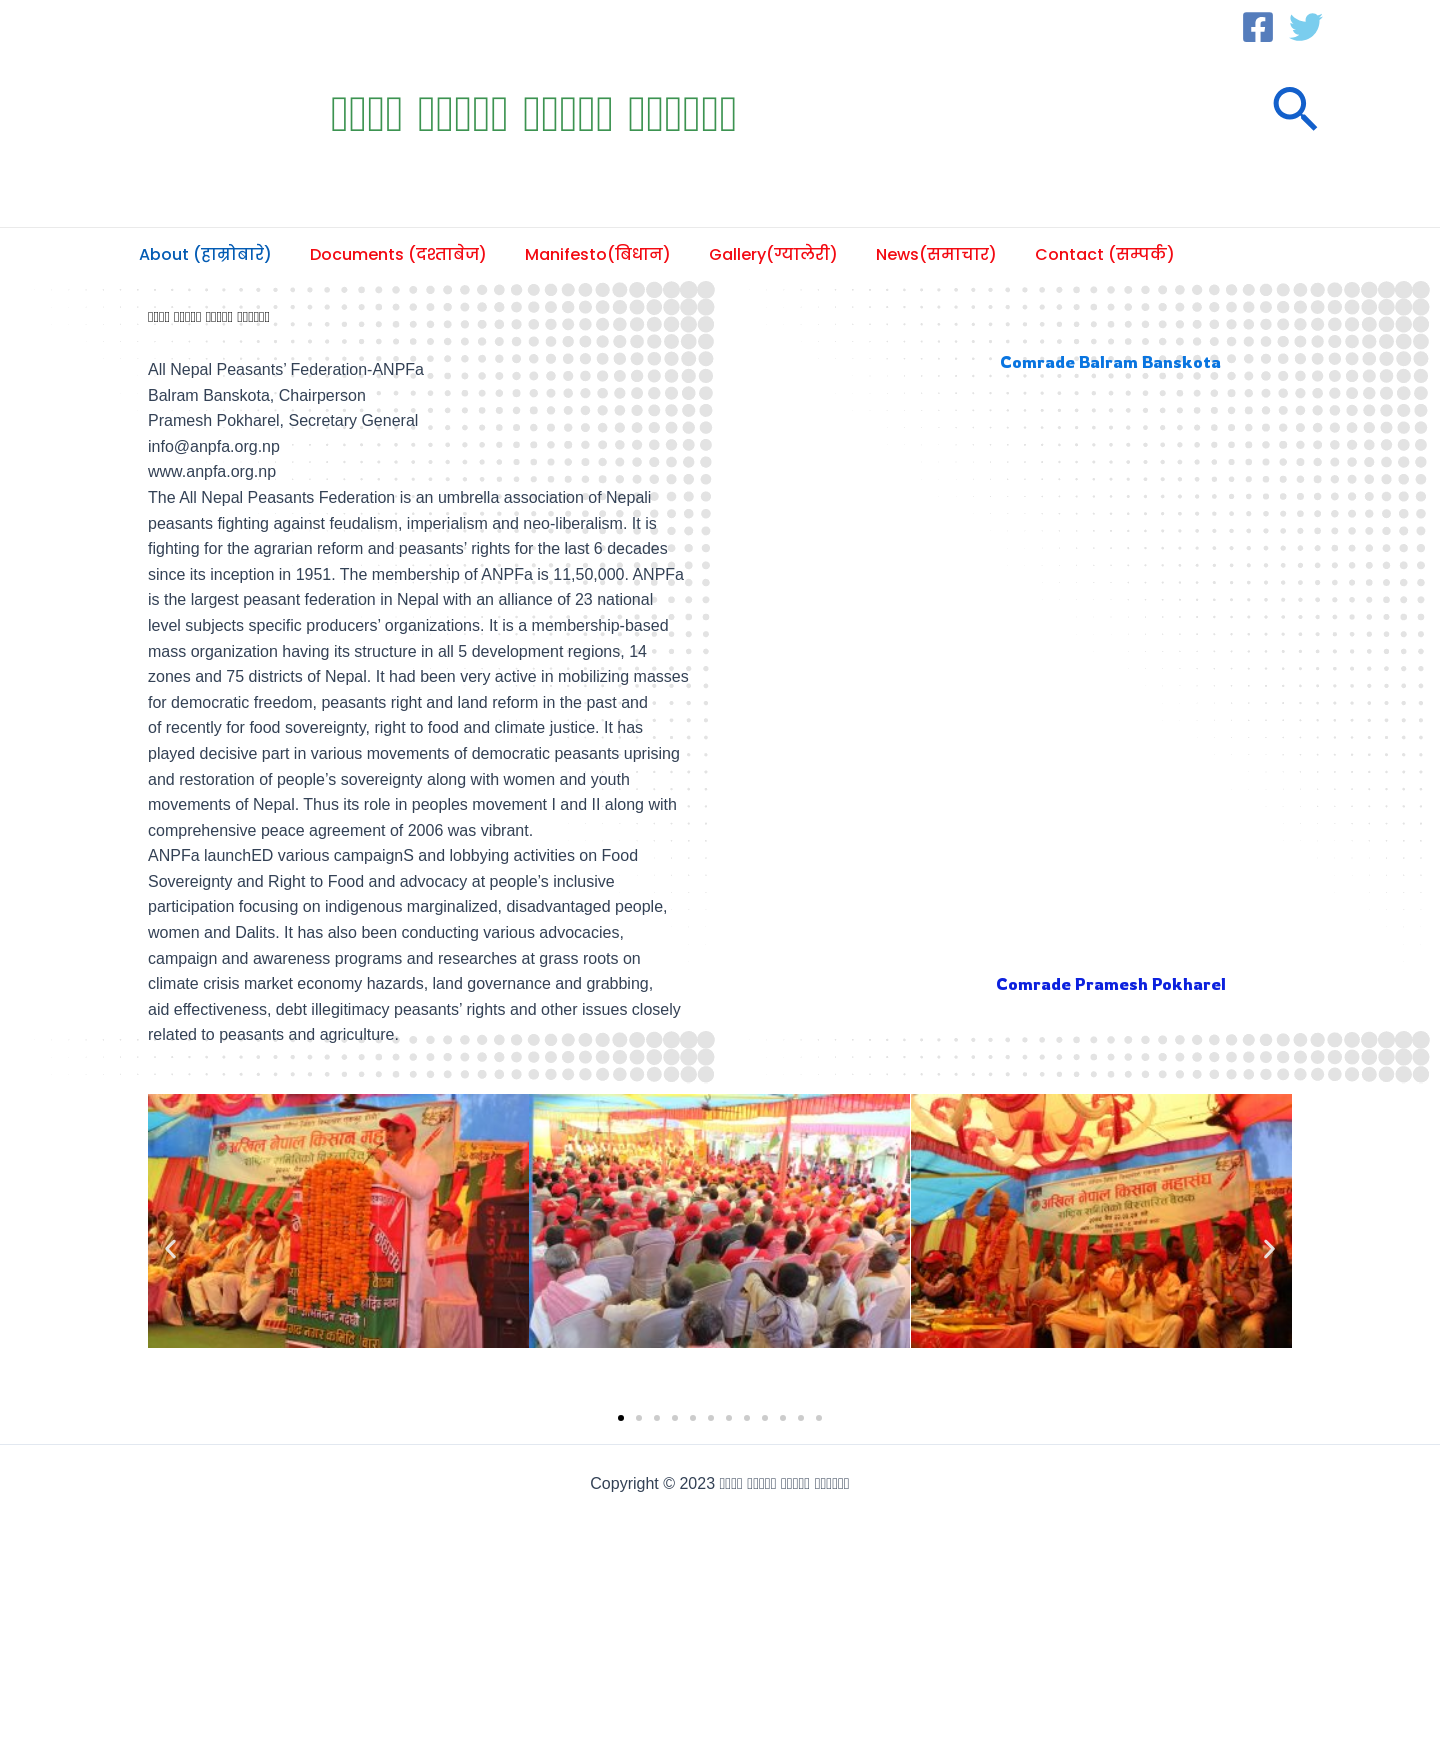 About (हाम्रोबारे) Documents (दश्ताबेज) Manifesto(बिधान) Gallery(ग्यालेरी) News(समाचार) Contact (सम्पर्क)
All Nepal Peasants’ Federation-ANPFa
Balram Banskota, Chairperson
Pramesh Pokharel, Secretary General
info@anpfa.org.np
www.anpfa.org.np
The All Nepal Peasants Federation is an umbrella association of Nepali
peasants fighting against feudalism, imperialism and neo-liberalism. It is
fighting for the agrarian reform and peasants’ rights for the last 6 decades
since its inception in 1951. The membership of ANPFa is 11,50,000. ANPFa
is the largest peasant federation in Nepal with an alliance of 23 national
level subjects specific producers’ organizations. It is a membership-based
mass organization having its structure in all 5 development regions, 14
zones and 75 districts of Nepal. It had been very active in mobilizing masses
for democratic freedom, peasants right and land reform in the past and
of recently for food sovereignty, right to food and climate justice. It has
played decisive part in various movements of democratic peasants uprising
and restoration of people’s sovereignty along with women and youth
movements of Nepal. Thus its role in peoples movement I and II along with
comprehensive peace agreement of 2006 was vibrant.
ANPFa launchED various campaignS and lobbying activities on Food
Sovereignty and Right to Food and advocacy at people’s inclusive
participation focusing on indigenous marginalized, disadvantaged people,
women and Dalits. It has also been conducting various advocacies,
campaign and awareness programs and researches at grass roots on
climate crisis market economy hazards, land governance and grabbing,
aid effectiveness, debt illegitimacy peasants’ rights and other issues closely
related to peasants and agriculture.
Comrade Balram Banskota
Comrade Pramesh Pokharel
अखिल नेपाल किसान
अखिल नेपाल किसान महासंघ
राष्ट्रिय समितिको विस्तारित बैठक
Copyright © 2023